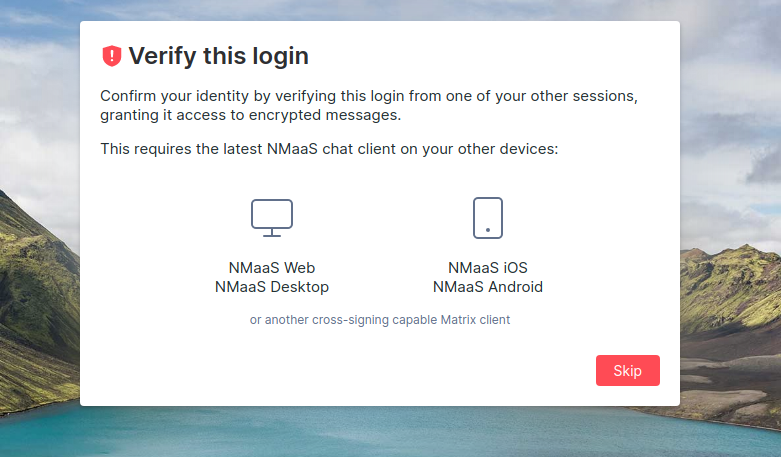 Verify this login
Confirm your identity by verifying this login from one of your other sessions,
granting it access to encrypted messages.
This requires the latest NMaaS chat client on your other devices:
NMaaS Web
NMaaS Desktop
NMaaS iOS
NMaaS Android
or another cross-signing capable Matrix client
Skip